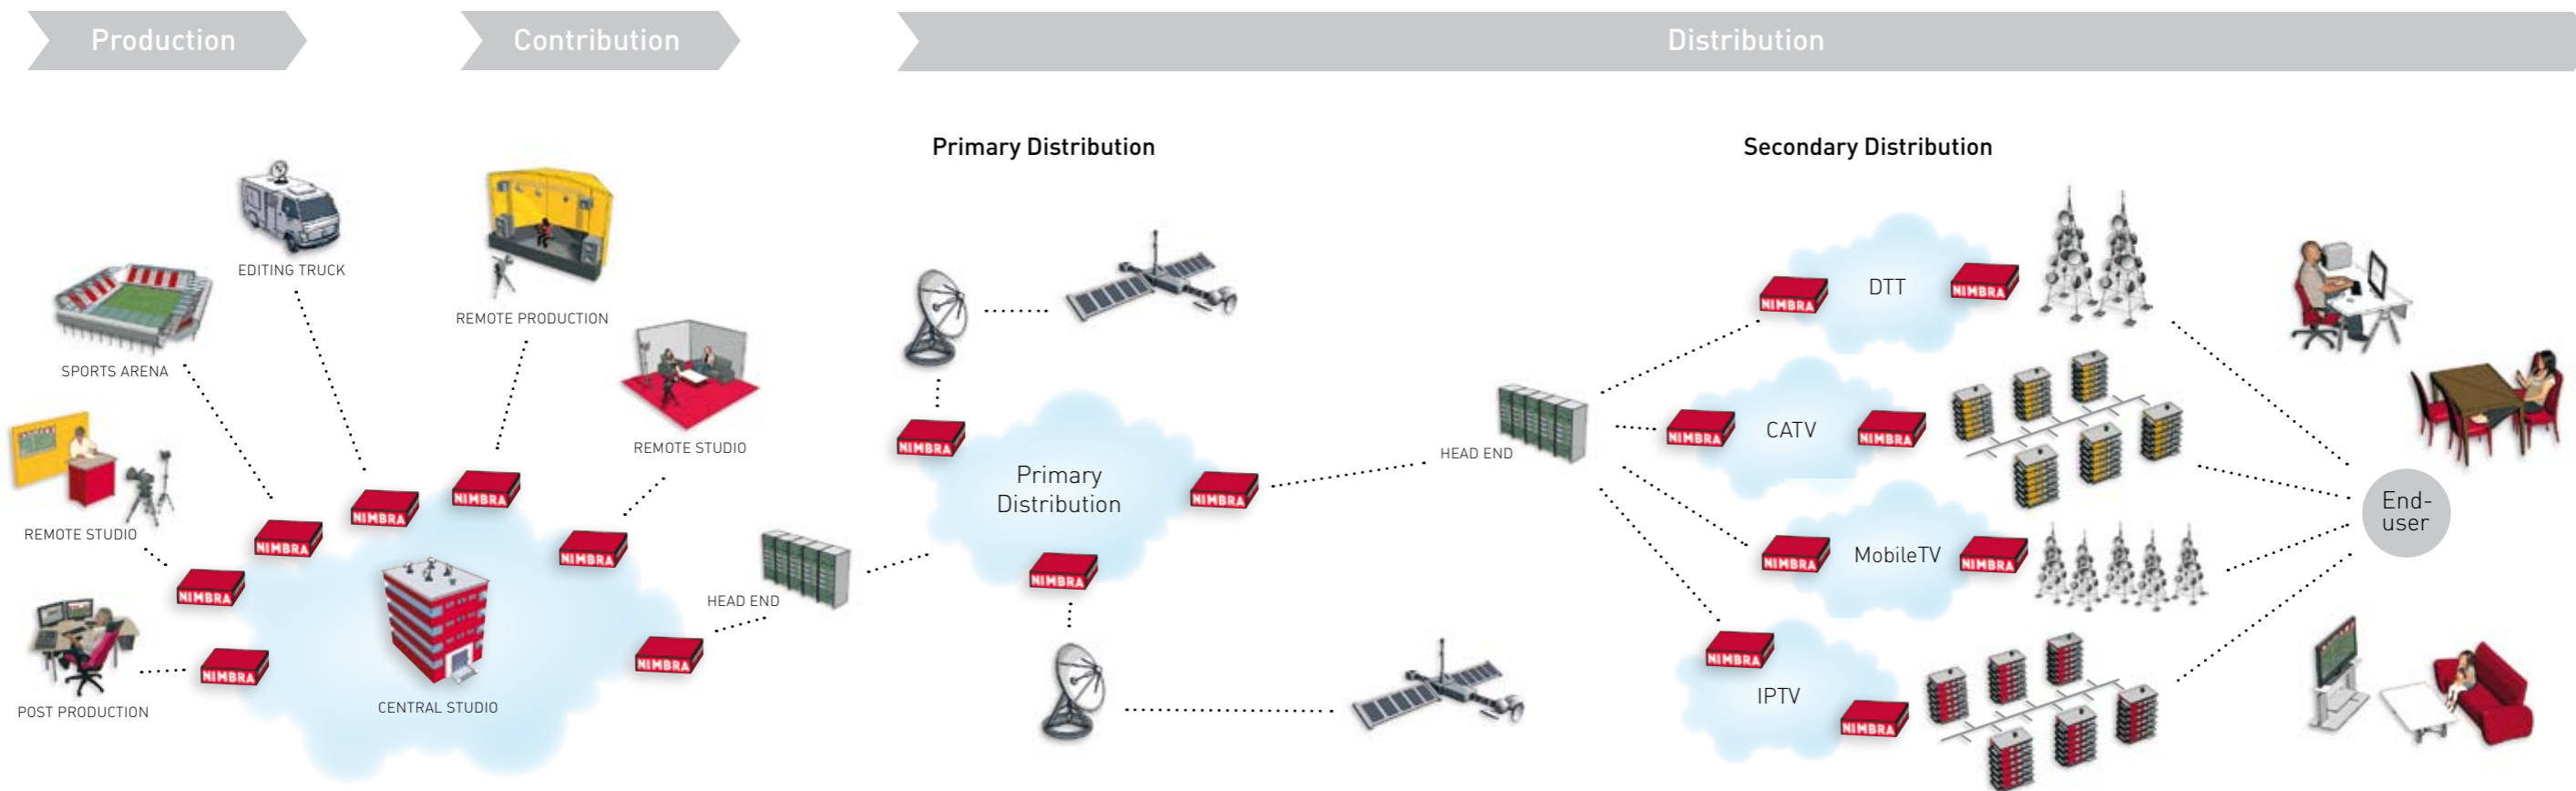 Production
Contribution
Distribution
Primary Distribution
Secondary Distribution
EDITING TRUCK
REMOTE PRODUCTION
SPORTS ARENA
REMOTE STUDIO
REMOTE STUDIO
POST PRODUCTION
CENTRAL STUDIO
NIMBRA
NIMBRA
NIMBRA
NIMBRA
NIMBRA
NIMBRA
NIMBRA
HEAD END
NIMBRA
Primary
Distribution
NIMBRA
NIMBRA
HEAD END
NIMBRA
DTT
NIMBRA
NIMBRA
CATV
NIMBRA
NIMBRA
MobileTV
NIMBRA
NIMBRA
IPTV
NIMBRA
End-
user